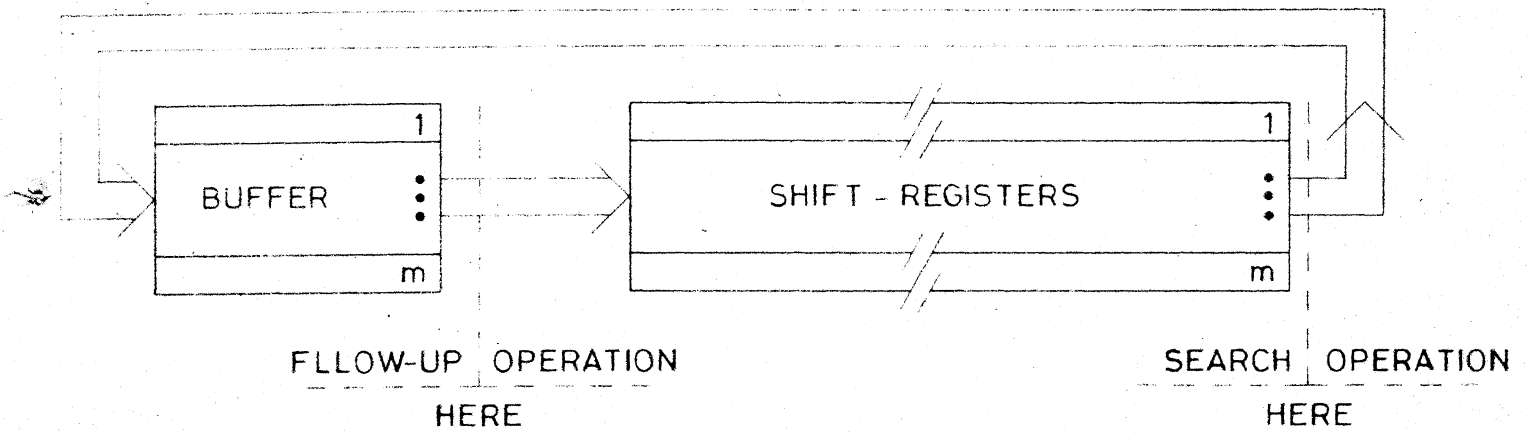 1 1
BUFFER SHIFT - REGISTERS
m m
FLLOW-UP OPERATION SEARCH OPERATION
HERE HERE